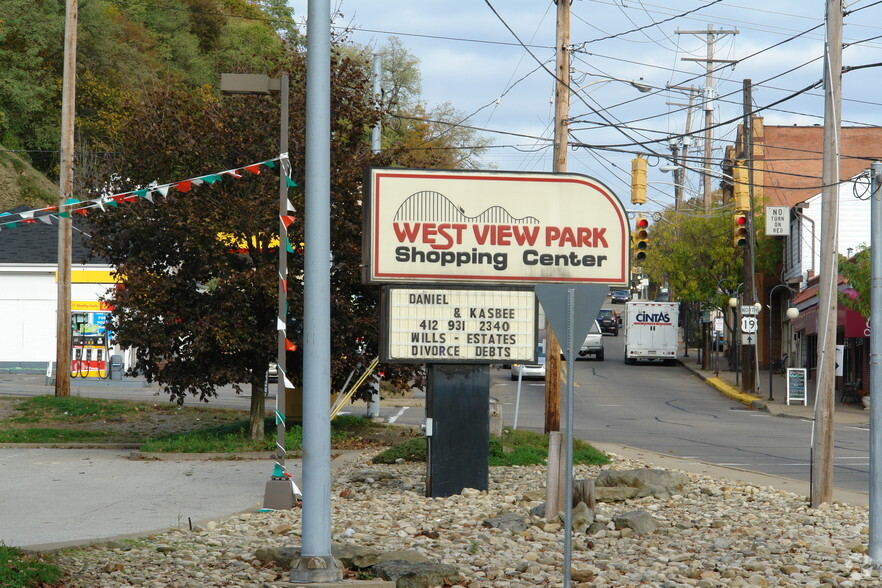 WEST VIEW PARK
Shopping Center
DANIEL
& KASBEE
412 931 2340
WILLS - ESTATES
DIVORCE DEBTS
NO
TURN
ON
RED
CINTAS
NORTH
19